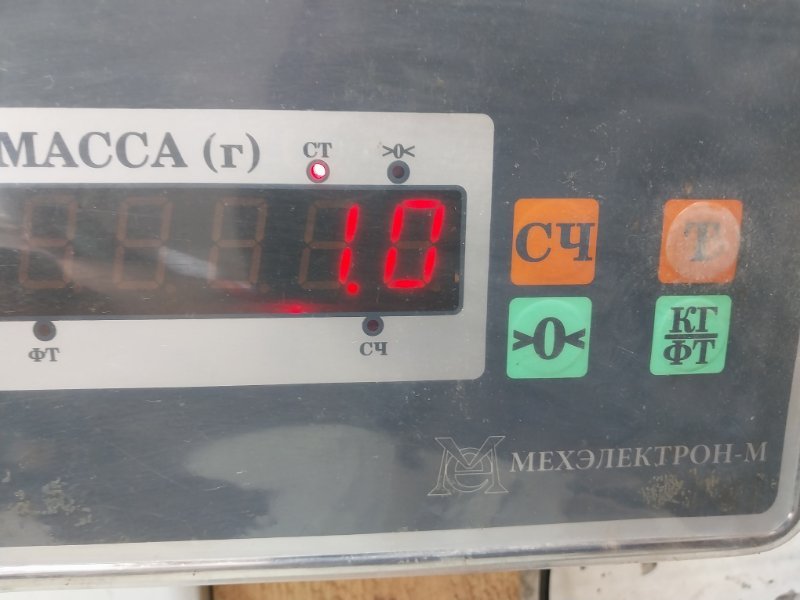 МАССА (г)
СТ
>0<
1.0
ФТ
СЧ
СЧ
Т
>0<
КГ
ФТ
МЕХЭЛЕКТРОН-М